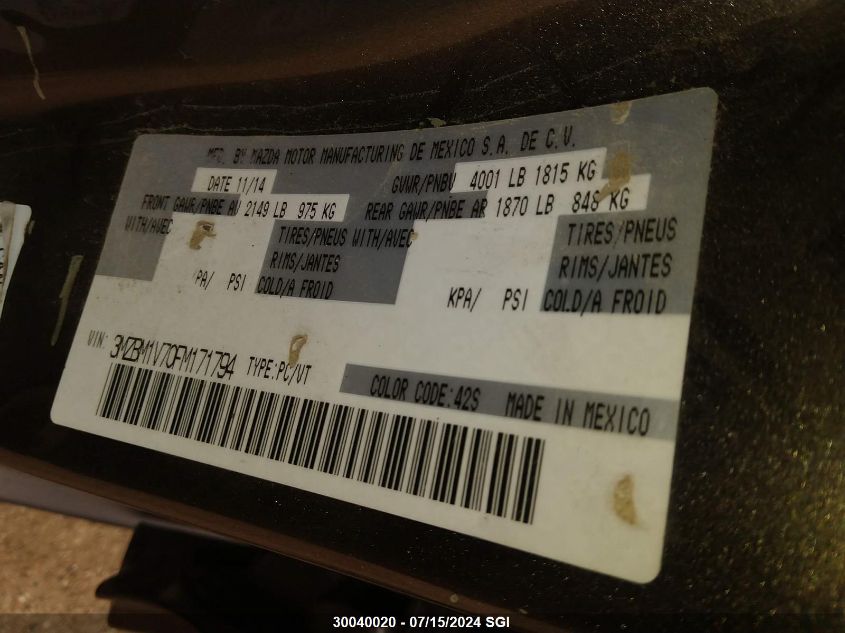 MFD. BY MAZDA MOTOR MANUFACTURING DE MEXICO S.A. DE C.V.
DATE 11/14 GVWR/PNBV 4001 LB 1815 KG
FRONT GAWR/PNBE AV 2149 LB 975 KG REAR GAWR/PNBE AR 1870 LB 848 KG
WITH/AVEC TIRES/PNEUS WITH/AVEC TIRES/PNEUS
RIMS/JANTES RIMS/JANTES
PA/ PSI COLD/A FROID KPA/ PSI COLD/A FROID
VIN: 3MZBM1V70FM171794 TYPE:PC/VT
COLOR CODE:42S MADE IN MEXICO
30040020 - 07/15/2024 SGI